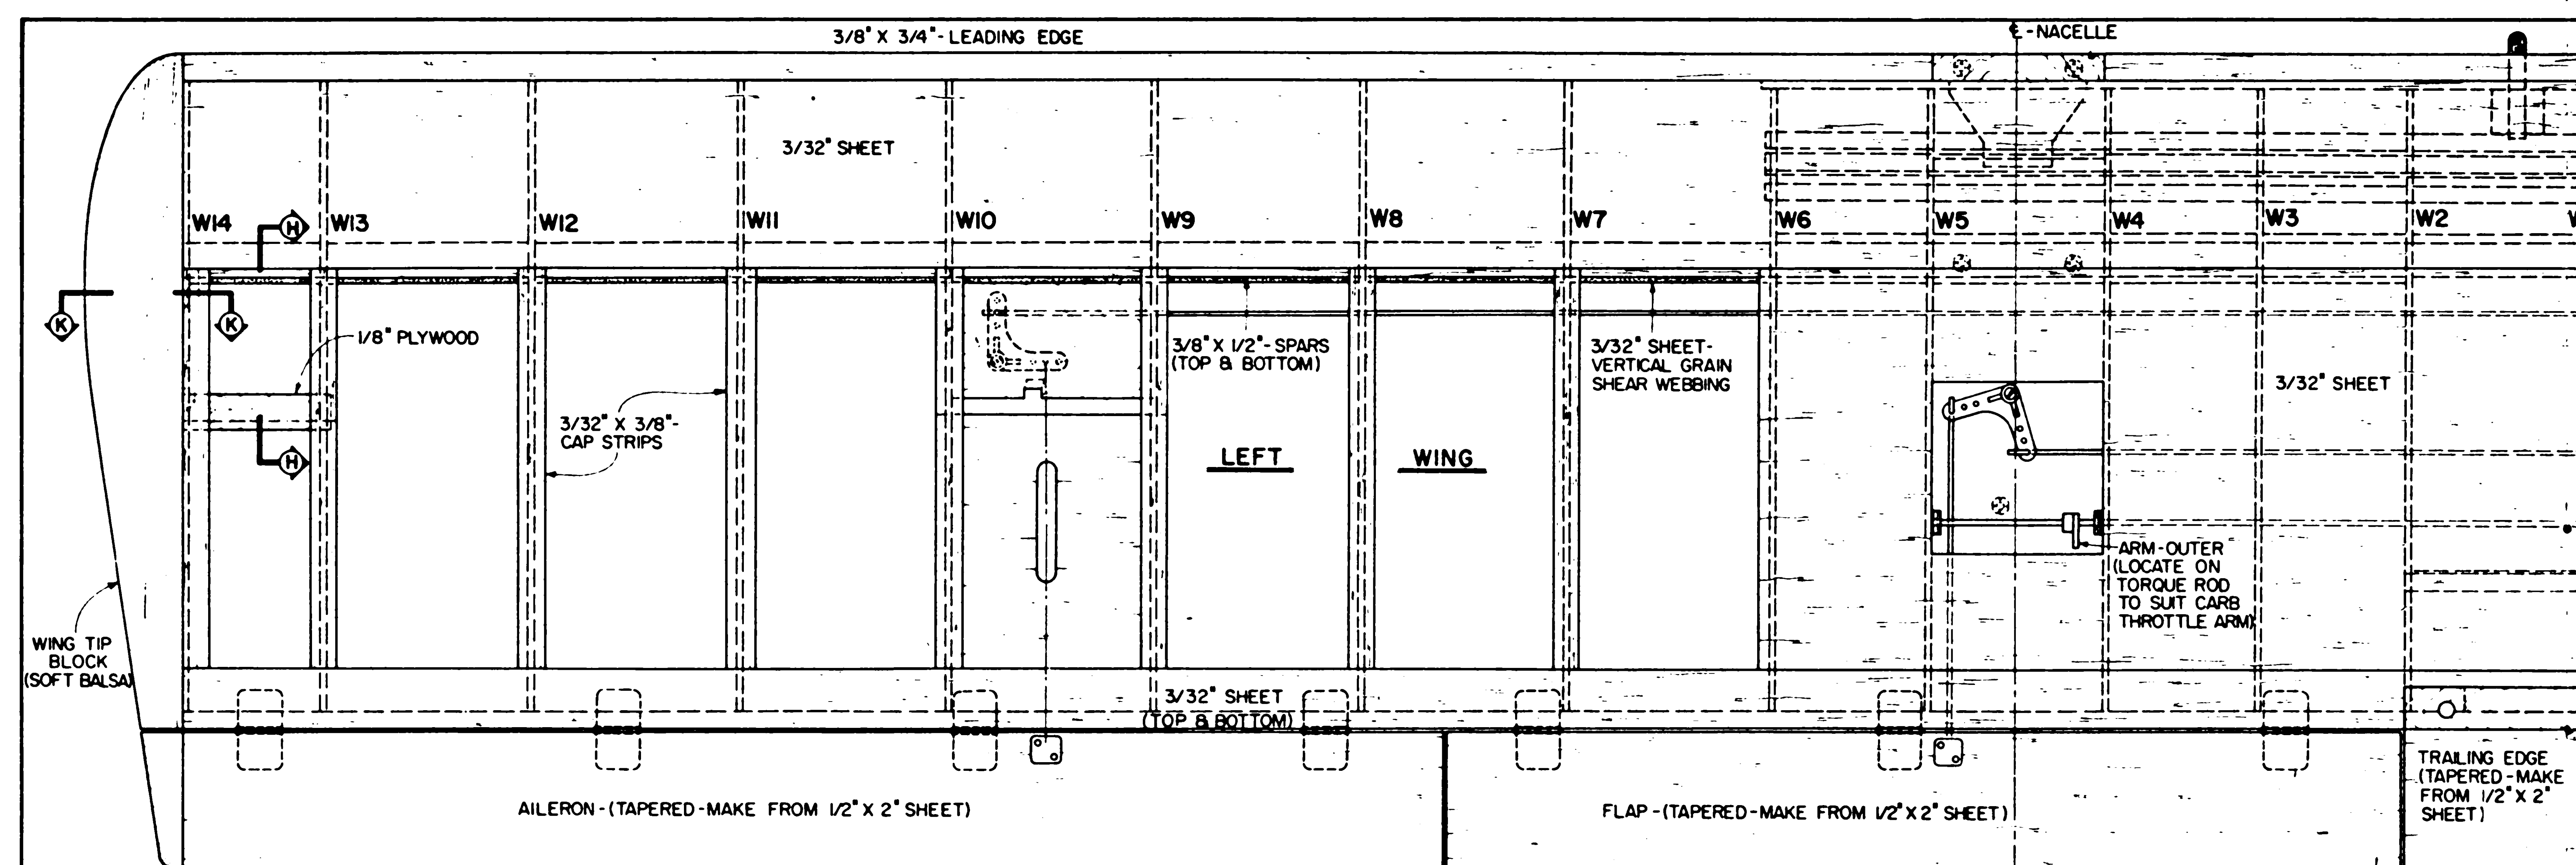 3/8" X 3/4"- LEADING EDGE
℄-NACELLE
3/32" SHEET
W14
H
W13
W12
W11
W10
W9
W8
W7
W6
W5
W4
W3
W2
K
K
1/8" PLYWOOD
3/8" X 1/2"- SPARS
(TOP & BOTTOM)
3/32" SHEET-
VERTICAL GRAIN
SHEAR WEBBING
3/32" SHEET
3/32" X 3/8"-
CAP STRIPS
H
LEFT
WING
ARM-OUTER
(LOCATE ON
TORQUE ROD
TO SUIT CARB
THROTTLE ARM)
WING TIP
BLOCK
(SOFT BALSA)
3/32" SHEET
(TOP & BOTTOM)
AILERON-(TAPERED-MAKE FROM 1/2" X 2" SHEET)
FLAP-(TAPERED-MAKE FROM 1/2" X 2" SHEET)
TRAILING EDGE
(TAPERED-MAKE
FROM 1/2" X 2"
SHEET)